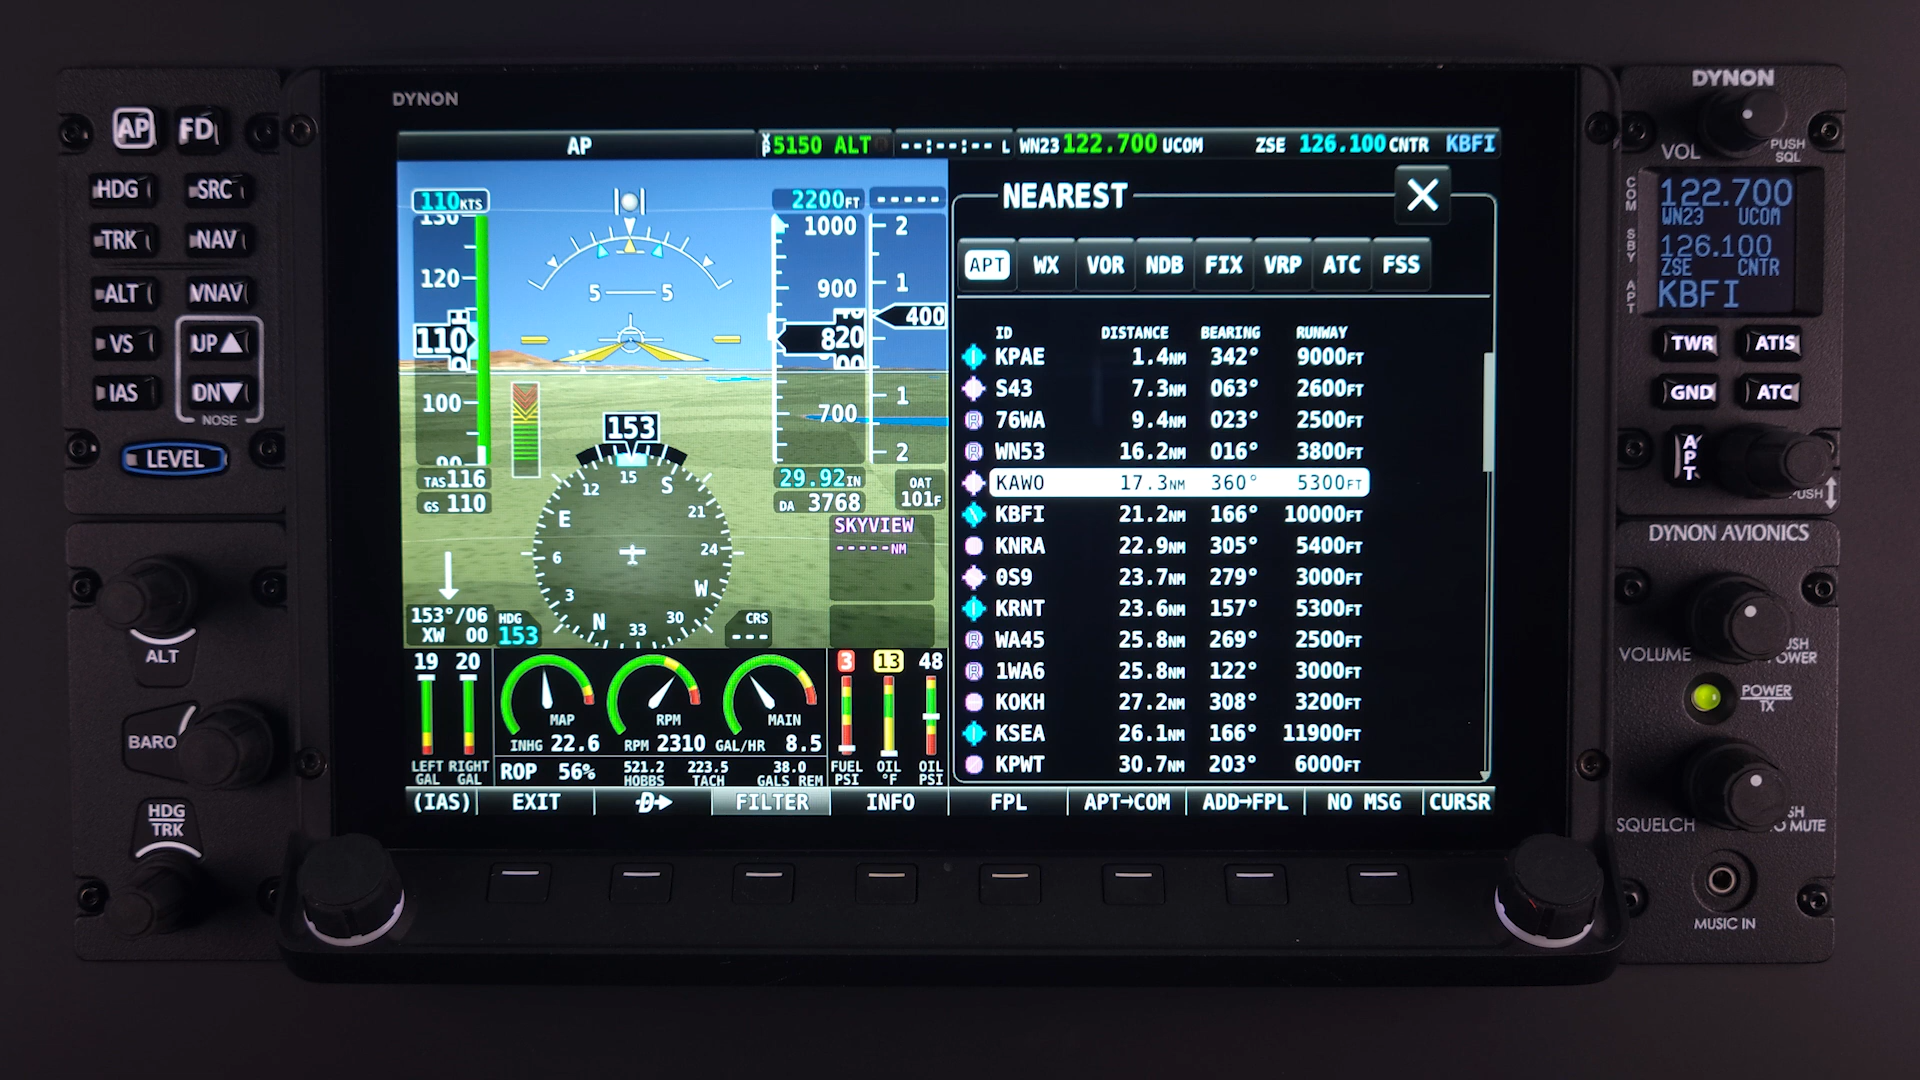 DYNON
AP FD
HDG SRC
TRK NAV
ALT VNAV
VS UP
IAS DN
NOSE
LEVEL
ALT
BARO
HDG
TRK
AP
5150 ALT
--:--:-- L
WN23 122.700 UCOM
ZSE 126.100 CNTR
KBFI
110KTS
120
110
100
90
TAS 116
GS 110
5 5
153
2200FT
1000
900
820
700
29.92IN
DA 3768
-----
2
1
400
1
2
OAT
101F
SKYVIEW
-----NM
12 15 S 21 24 W 30 33 N 3 6 E
153°/06
XW 00
HDG
153
CRS
---
19 20
LEFT GAL
RIGHT GAL
MAP
INHG 22.6
RPM
RPM 2310
MAIN
GAL/HR 8.5
ROP 56%
521.2 HOBBS
223.5 TACH
38.0 GALS REM
3 13 48
FUEL PSI
OIL °F
OIL PSI
NEAREST
X
APT WX VOR NDB FIX VRP ATC FSS
ID DISTANCE BEARING RUNWAY
KPAE 1.4NM 342° 9000FT
S43 7.3NM 063° 2600FT
R 76WA 9.4NM 023° 2500FT
R WN53 16.2NM 016° 3800FT
KAWO 17.3NM 360° 5300FT
KBFI 21.2NM 166° 10000FT
KNRA 22.9NM 305° 5400FT
0S9 23.7NM 279° 3000FT
KRNT 23.6NM 157° 5300FT
R WA45 25.8NM 269° 2500FT
R 1WA6 25.8NM 122° 3000FT
KOKH 27.2NM 308° 3200FT
KSEA 26.1NM 166° 11900FT
KPWT 30.7NM 203° 6000FT
(IAS) EXIT D FILTER INFO FPL APT→COM ADD→FPL NO MSG CURSR
DYNON
VOL
PUSH
SQL
COM
SBY
APT
122.700
WN23 UCOM
126.100
ZSE CNTR
KBFI
TWR ATIS
GND ATC
APT
PUSH
DYNON AVIONICS
VOLUME
POWER
TX
SQUELCH
MUTE
MUSIC IN